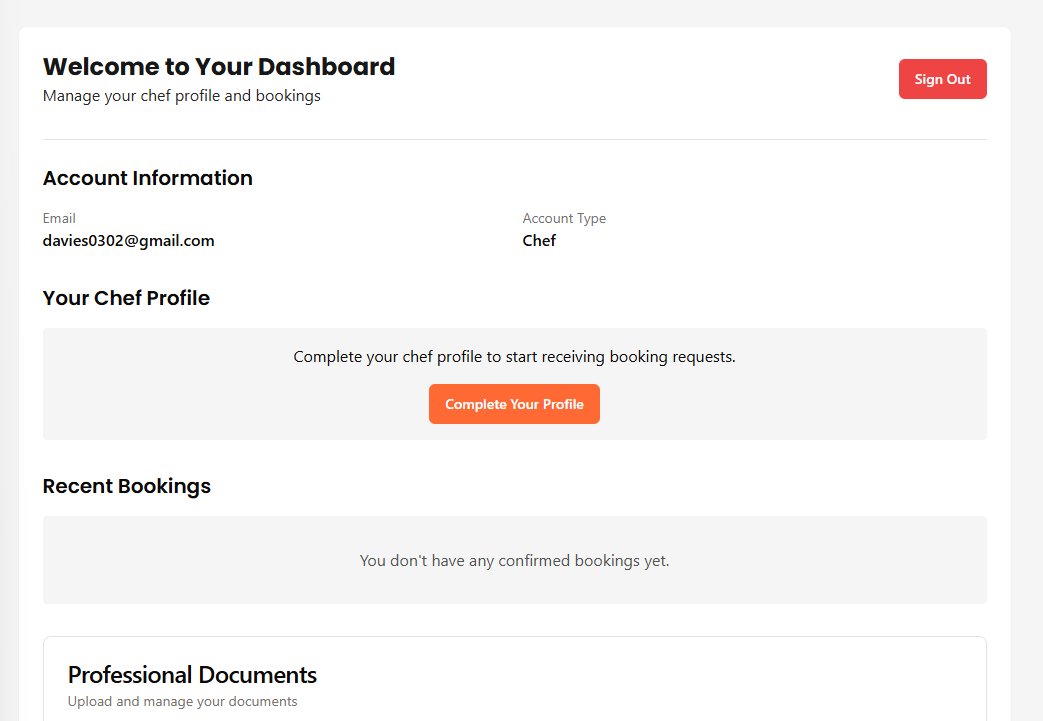 Welcome to Your Dashboard
Manage your chef profile and bookings
Sign Out
Account Information
Email
Account Type
davies0302@gmail.com
Chef
Your Chef Profile
Complete your chef profile to start receiving booking requests.
Complete Your Profile
Recent Bookings
You don't have any confirmed bookings yet.
Professional Documents
Upload and manage your documents